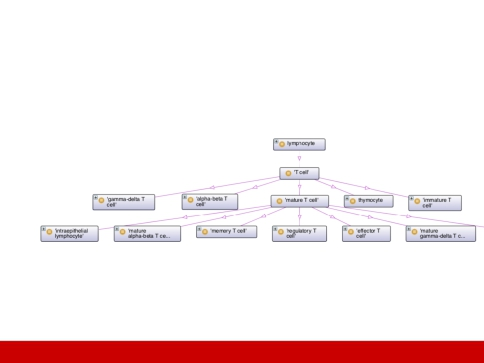 lymphocyte
'T cell'
'gamma-delta T
cell'
'alpha-beta T
cell'
'mature T cell'
thymocyte
'immature T
cell'
'intraepithelial
lymphocyte'
'mature
alpha-beta T ce...
'memory T cell'
'regulatory T
cell'
'effector T
cell'
'mature
gamma-delta T c...